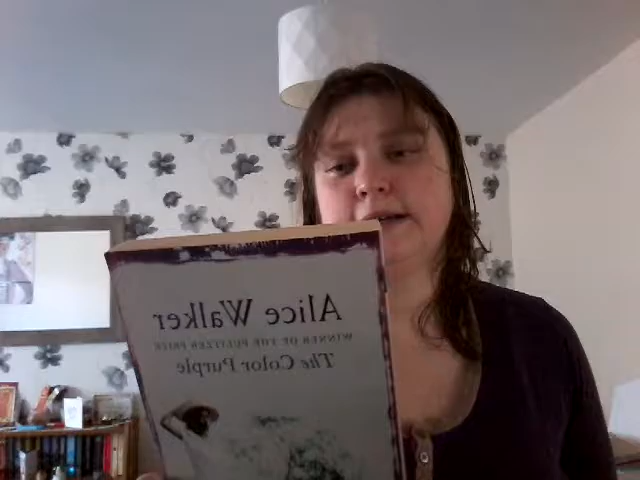 Alice Walker
WINNER OF THE PULITZER PRIZE
The Color Purple